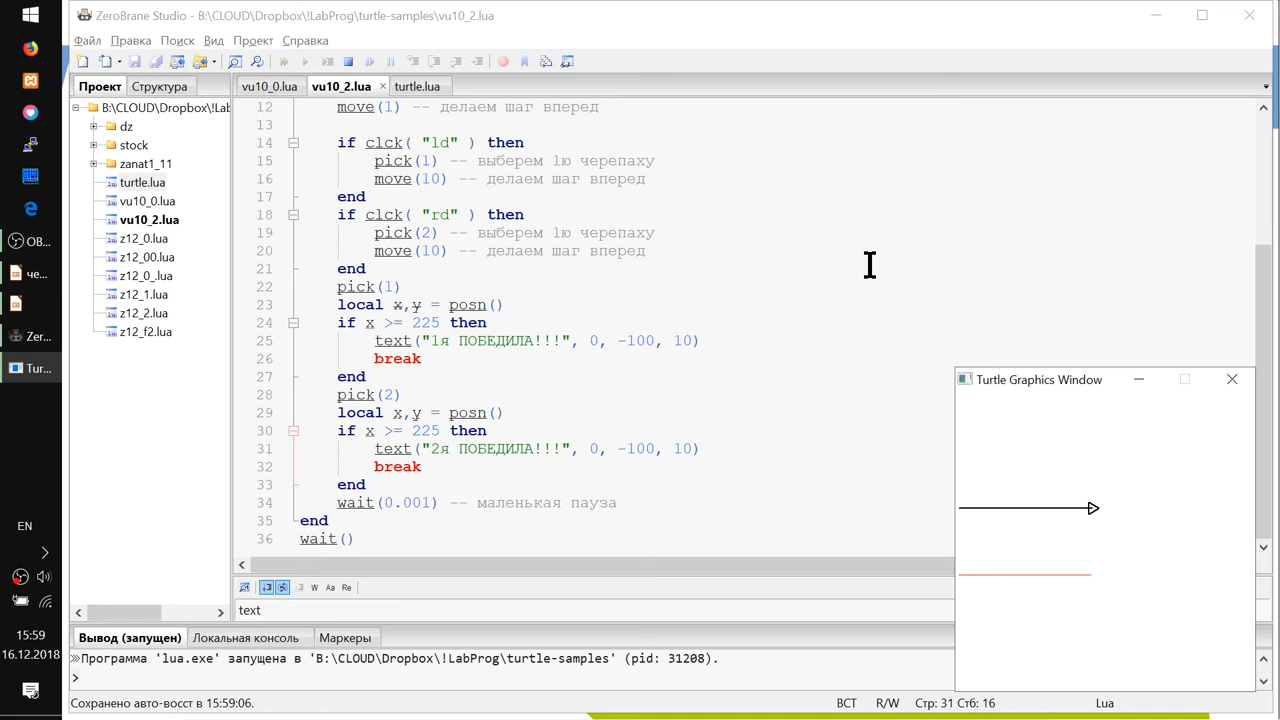 ZeroBrane Studio - B:\CLOUD\Dropbox\!LabProg\turtle-samples\vu10_2.lua
Файл Правка Поиск Вид Проект Справка
Проект Структура
vu10_0.lua vu10_2.lua turtle.lua
B:\CLOUD\Dropbox\!Lab
dz
stock
zanat1_11
turtle.lua
vu10_0.lua
vu10_2.lua
z12_0.lua
z12_00.lua
z12_0_.lua
z12_1.lua
z12_2.lua
z12_f2.lua
12 move(1) -- делаем шаг вперед
13
14 if clck( "ld" ) then
15 pick(1) -- выберем 1ю черепаху
16 move(10) -- делаем шаг вперед
17 end
18 if clck( "rd" ) then
19 pick(2) -- выберем 1ю черепаху
20 move(10) -- делаем шаг вперед
21 end
22 pick(1)
23 local x,y = posn()
24 if x >= 225 then
25 text("1я ПОБЕДИЛА!!!", 0, -100, 10)
26 break
27 end
28 pick(2)
29 local x,y = posn()
30 if x >= 225 then
31 text("2я ПОБЕДИЛА!!!", 0, -100, 10)
32 break
33 end
34 wait(0.001) -- маленькая пауза
35 end
36 wait()
Turtle Graphics Window
W Aa Re
text
Вывод (запущен) Локальная консоль Маркеры
Программа 'lua.exe' запущена в 'B:\CLOUD\Dropbox\!LabProg\turtle-samples' (pid: 31208).
>
Сохранено авто-восст в 15:59:06.
ВСТ R/W Стр: 31 Стб: 16 Lua
OB...
че...
Zer...
Tur...
EN
15:59
16.12.2018